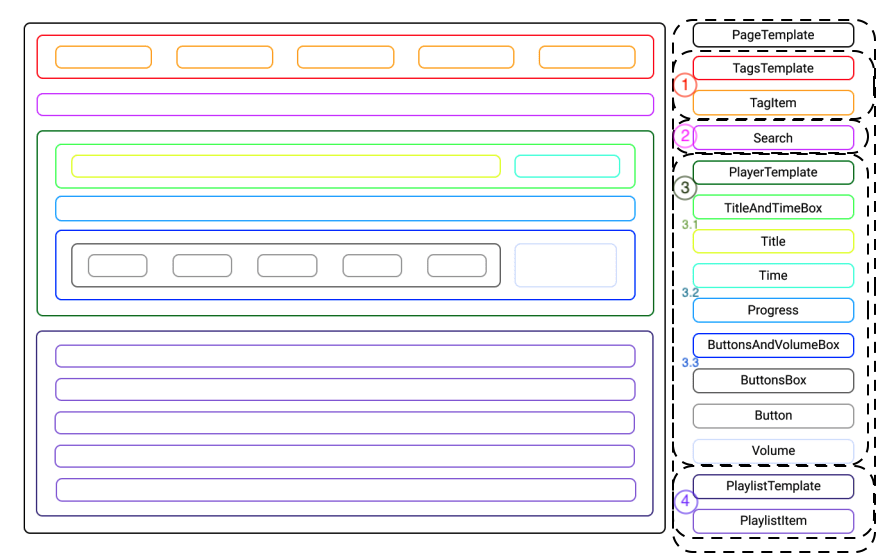 PageTemplate
TagsTemplate
1
TagItem
2
Search
PlayerTemplate
3
TitleAndTimeBox
3.1
Title
Time
3.2
Progress
ButtonsAndVolumeBox
3.3
ButtonsBox
Button
Volume
PlaylistTemplate
4
PlaylistItem